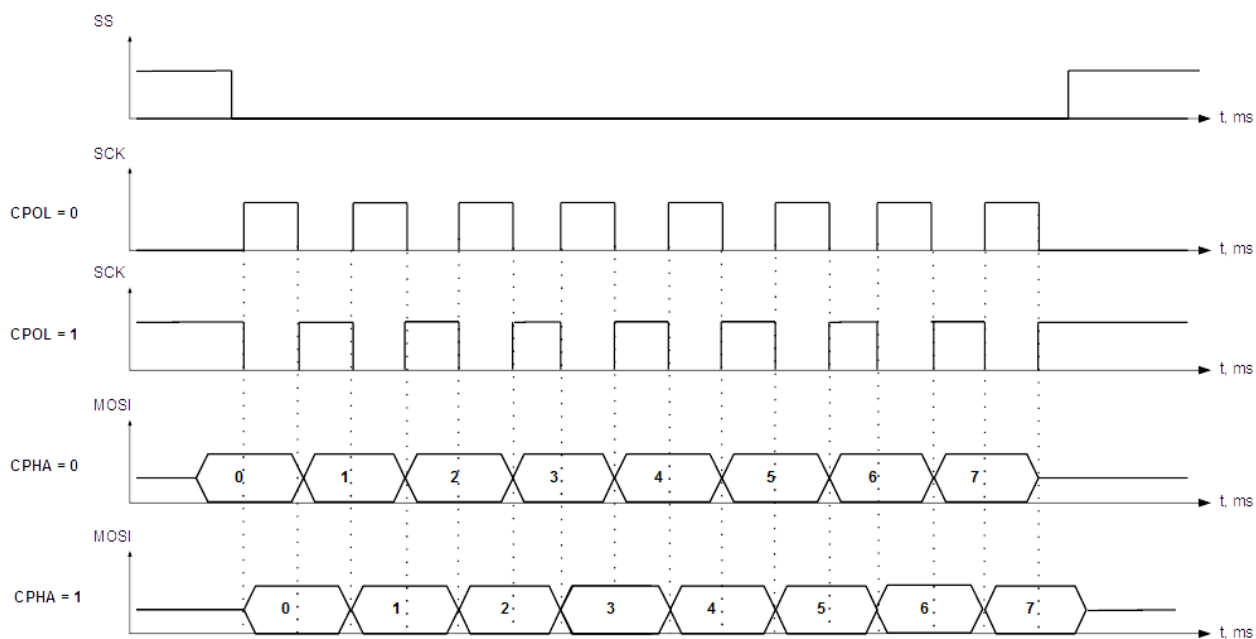 SS
t, ms
SCK
CPOL = 0
t, ms
SCK
CPOL = 1
t, ms
MOSI
CPHA = 0
0 1 2 3 4 5 6 7
t, ms
MOSI
CPHA = 1
0 1 2 3 4 5 6 7
t, ms